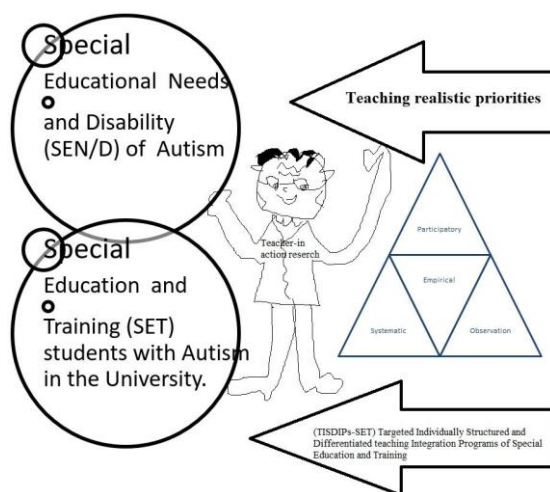 Special
Educational Needs
and Disability
(SEN/D) of Autism
Special
Education and
Training (SET)
students with Autism
in the University.
Teaching realistic priorities
Teacher-in
action reserch
Participatory
Empirical
Systematic
Observation
(TISDIPs-SET) Targeted Individually Structured and
Differentiated teaching Integration Programs of Special
Education and Training